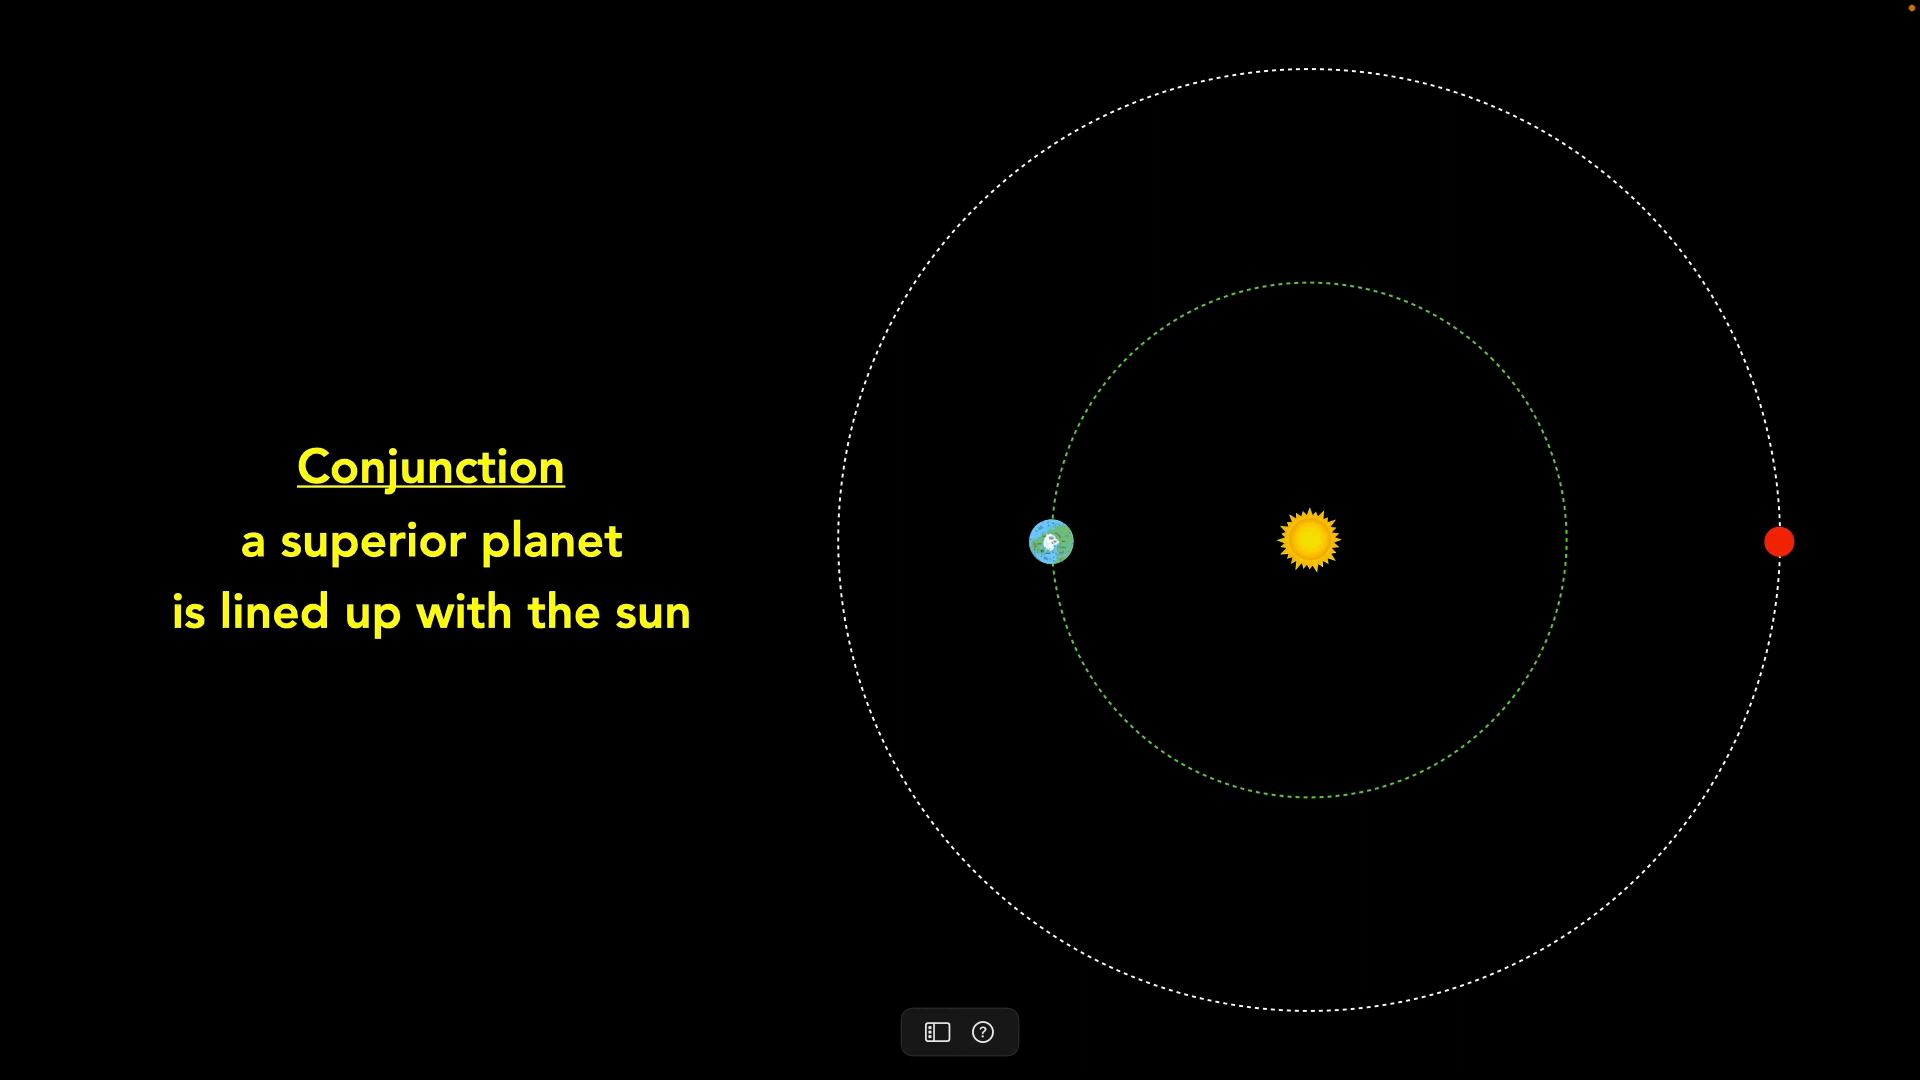 Conjunction
a superior planet
is lined up with the sun
?